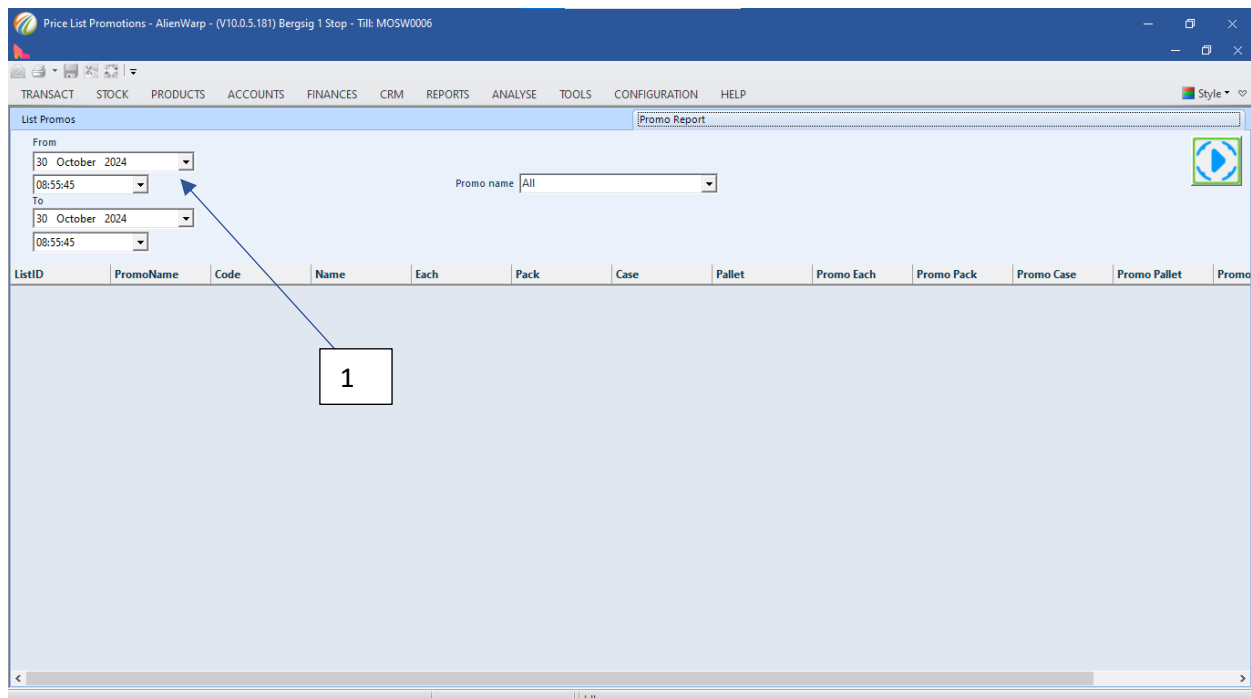 Price List Promotions - AlienWarp - (V10.0.5.181) Bergsig 1 Stop - Till: MOSW0006
TRANSACT STOCK PRODUCTS ACCOUNTS FINANCES CRM REPORTS ANALYSE TOOLS CONFIGURATION HELP Style
List Promos Promo Report
From
30 October 2024
08:55:45 Promo name All
To
30 October 2024
08:55:45
ListID PromoName Code Name Each Pack Case Pallet Promo Each Promo Pack Promo Case Promo Pallet Promo
1